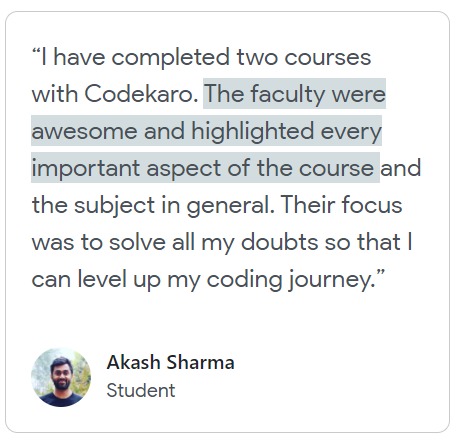 “I have completed two courses
with Codekaro. The faculty were
awesome and highlighted every
important aspect of the course and
the subject in general. Their focus
was to solve all my doubts so that I
can level up my coding journey.”
Akash Sharma
Student